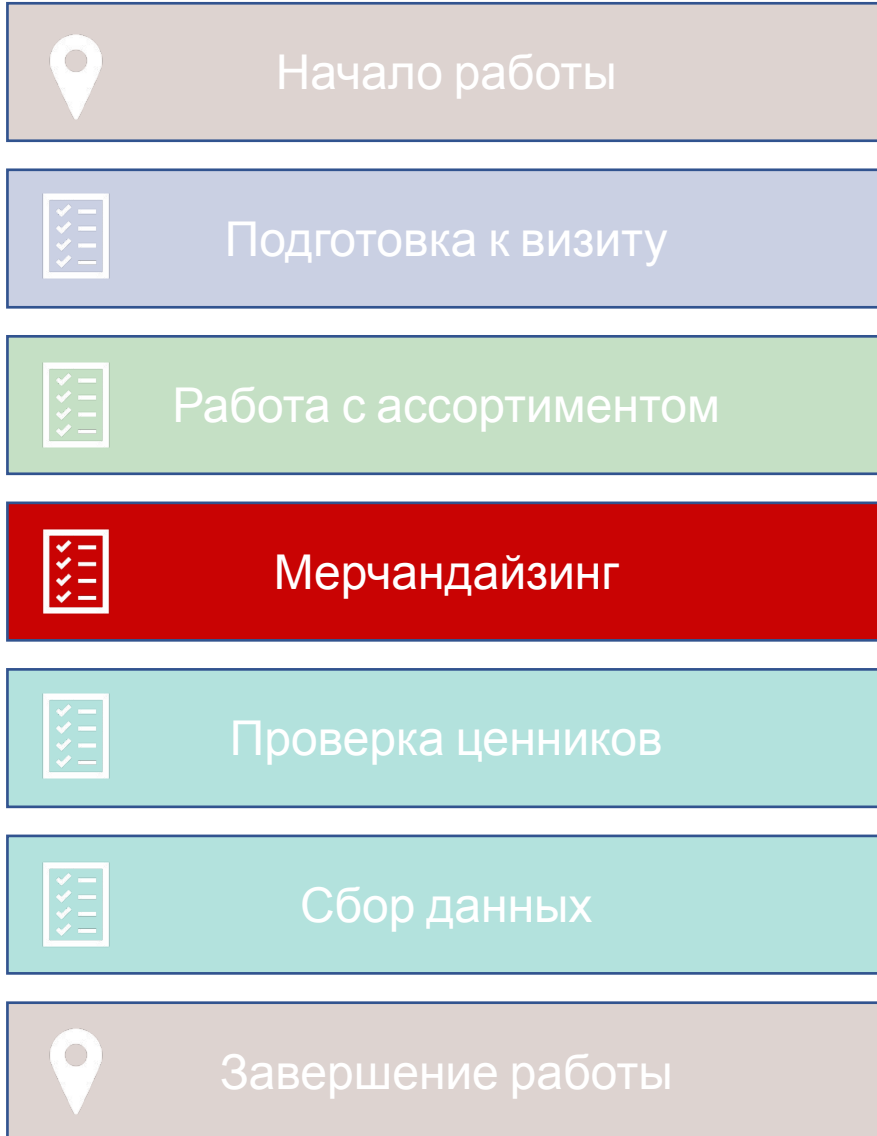 Начало работы
Подготовка к визиту
Работа с ассортиментом
Мерчандайзинг
Проверка ценников
Сбор данных
Завершение работы